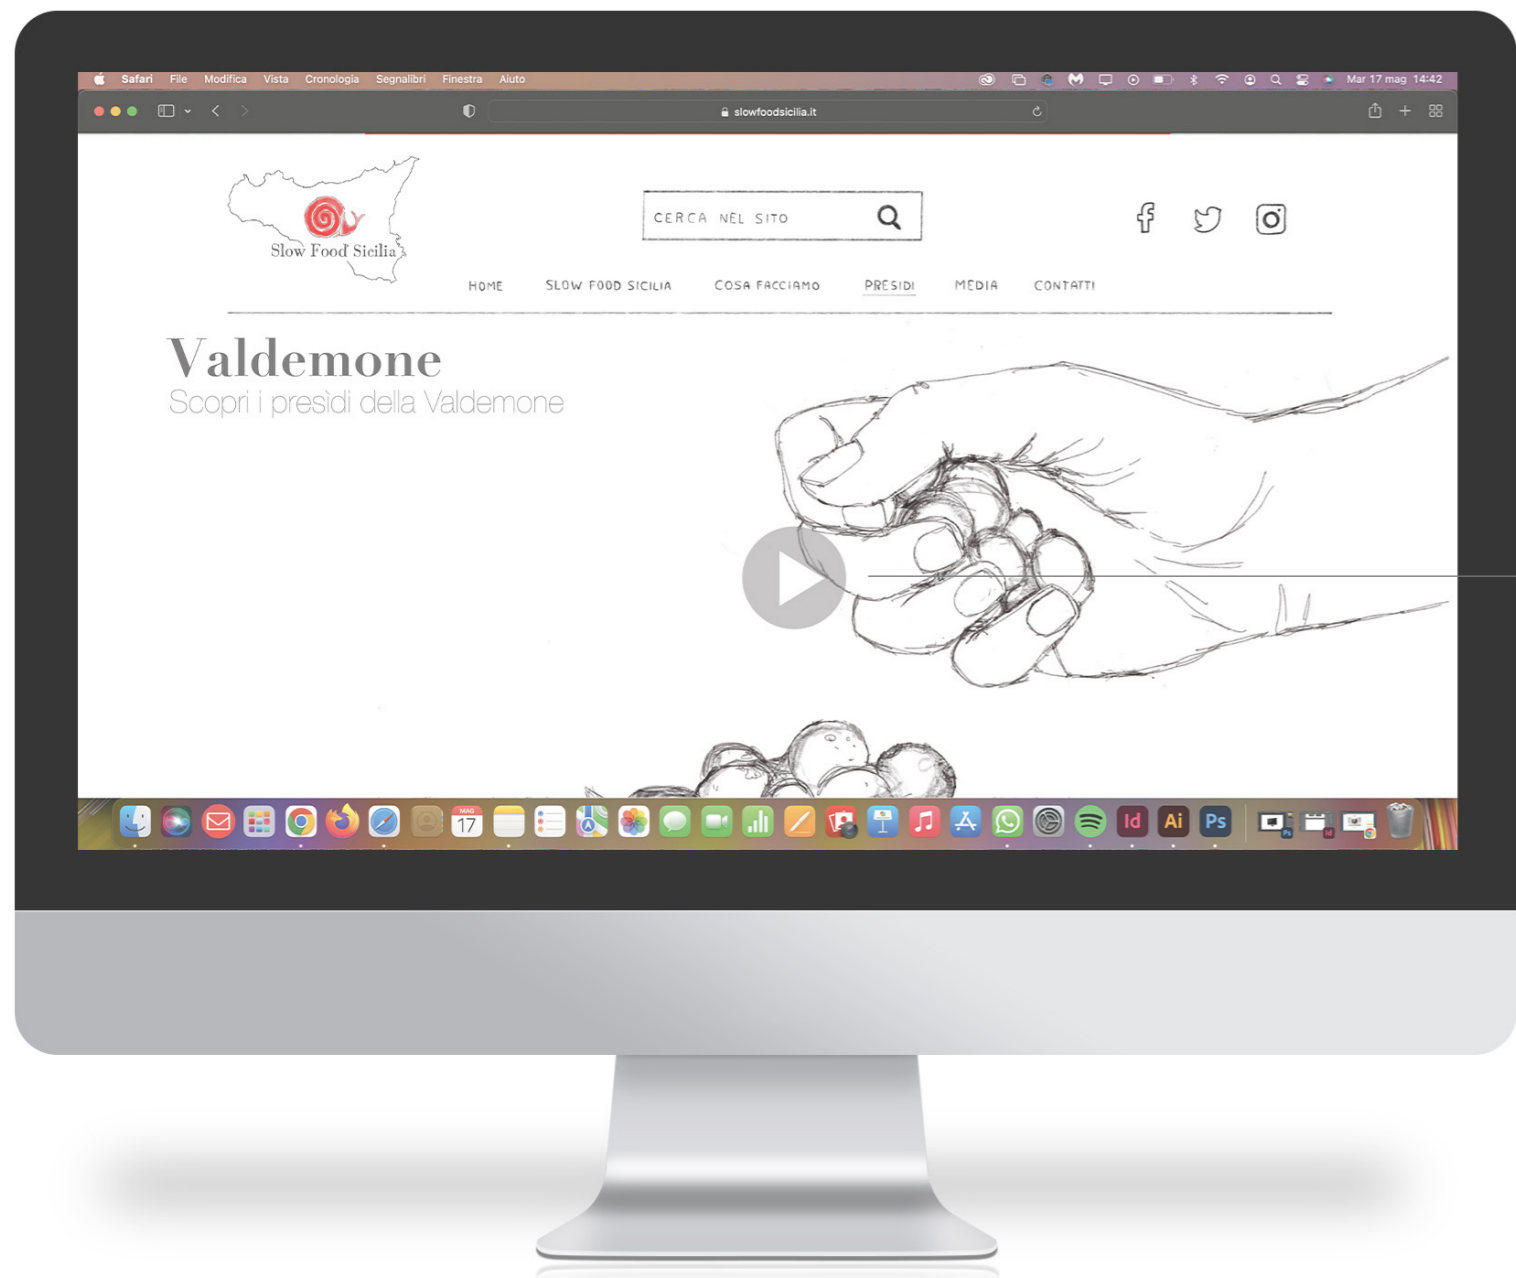 Safari File Modifica Vista Cronologia Segnalibri Finestra Aiuto Mar 17 mag 14:42
slowfoodsicilia.it
CERCA NEL SITO
Slow Food Sicilia
HOME SLOW FOOD SICILIA COSA FACCIAMO PRESIDI MEDIA CONTATTI
Valdemone
Scopri i presìdi della Valdemone
MAG
17
Id Ai Ps